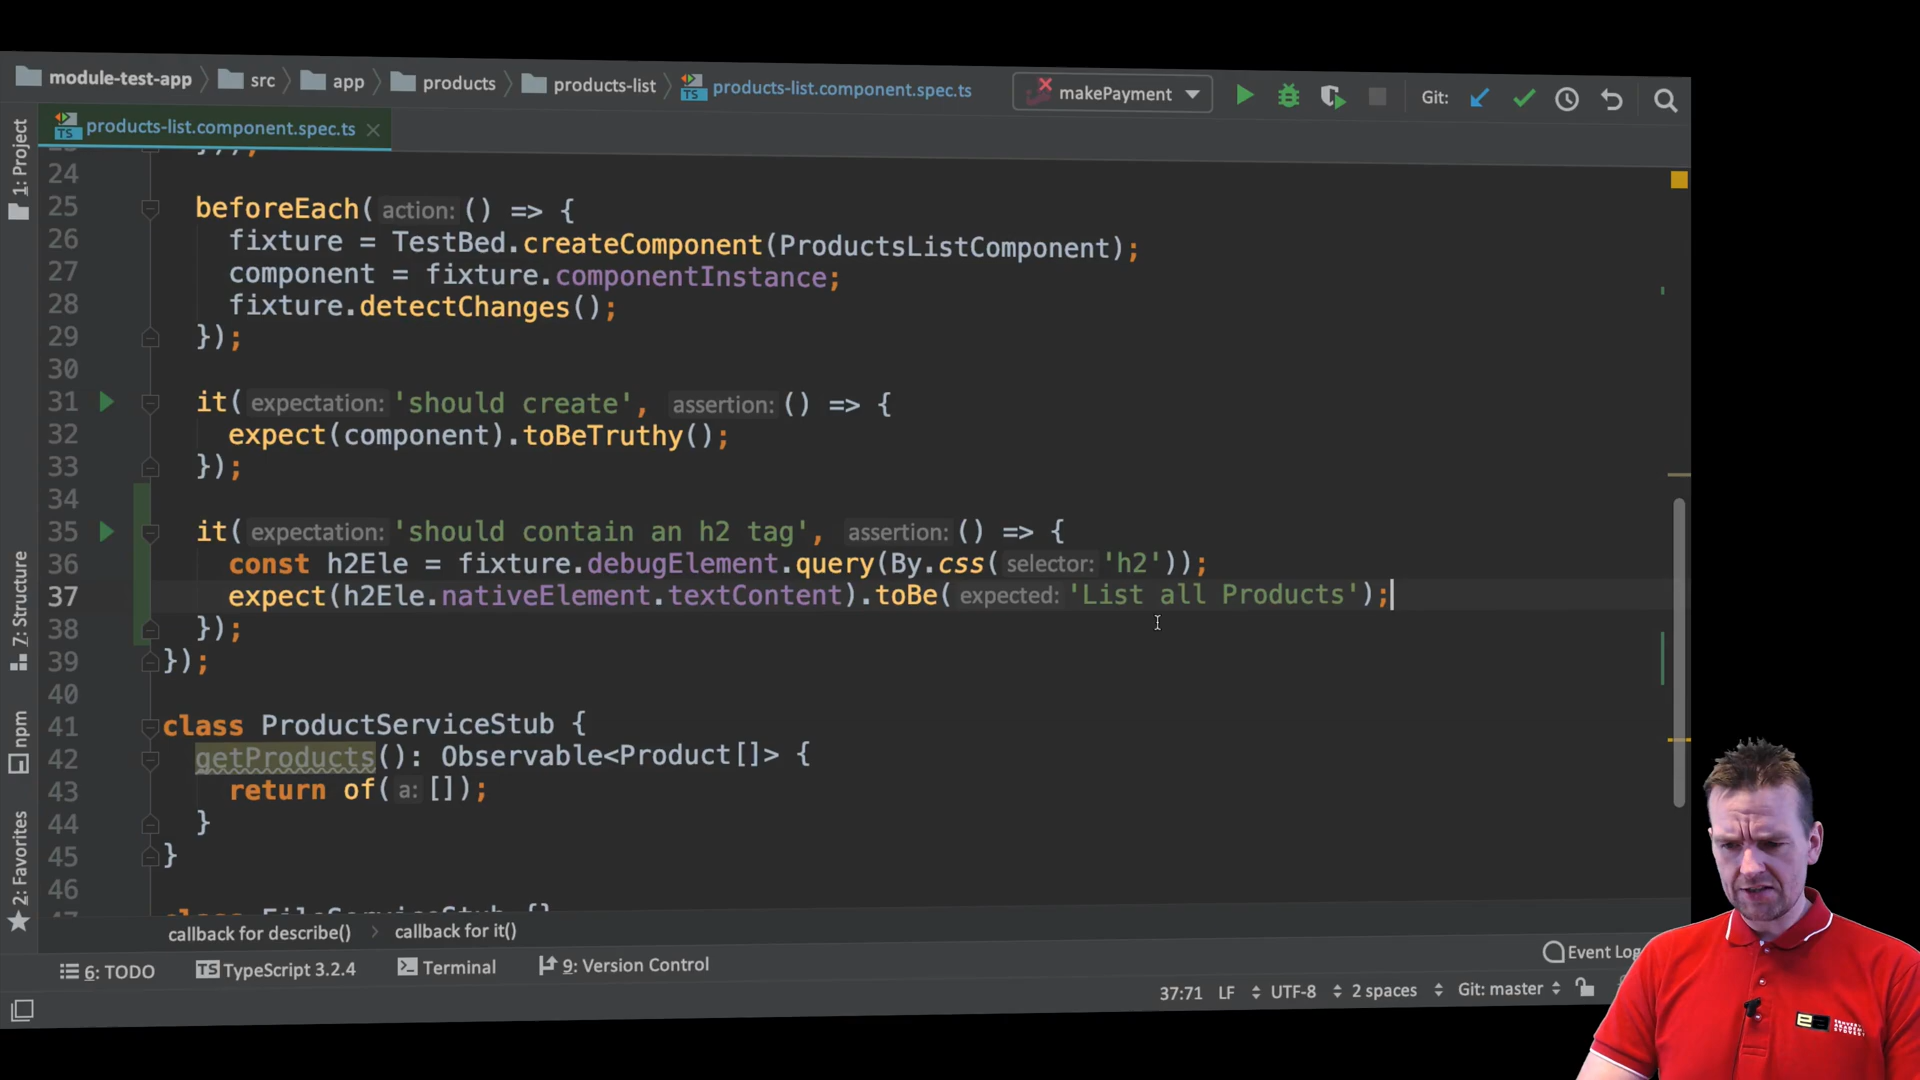 module-test-app src app products products-list products-list.component.spec.ts makePayment Git:
products-list.component.spec.ts
1: Project
24
25 beforeEach( action: () => {
26 fixture = TestBed.createComponent(ProductsListComponent);
27 component = fixture.componentInstance;
28 fixture.detectChanges();
29 });
30
31 it( expectation: 'should create', assertion: () => {
32 expect(component).toBeTruthy();
33 });
34
35 it( expectation: 'should contain an h2 tag', assertion: () => {
36 const h2Ele = fixture.debugElement.query(By.css( selector: 'h2'));
37 expect(h2Ele.nativeElement.textContent).toBe( expected: 'List all Products');
38 });
39 });
40
41 class ProductServiceStub {
42 getProducts(): Observable<Product[]> {
43 return of( a: []);
44 }
45 }
46
7: Structure
npm
2: Favorites
callback for describe() callback for it()
6: TODO TypeScript 3.2.4 Terminal 9: Version Control Event Log
37:71 LF UTF-8 2 spaces Git: master